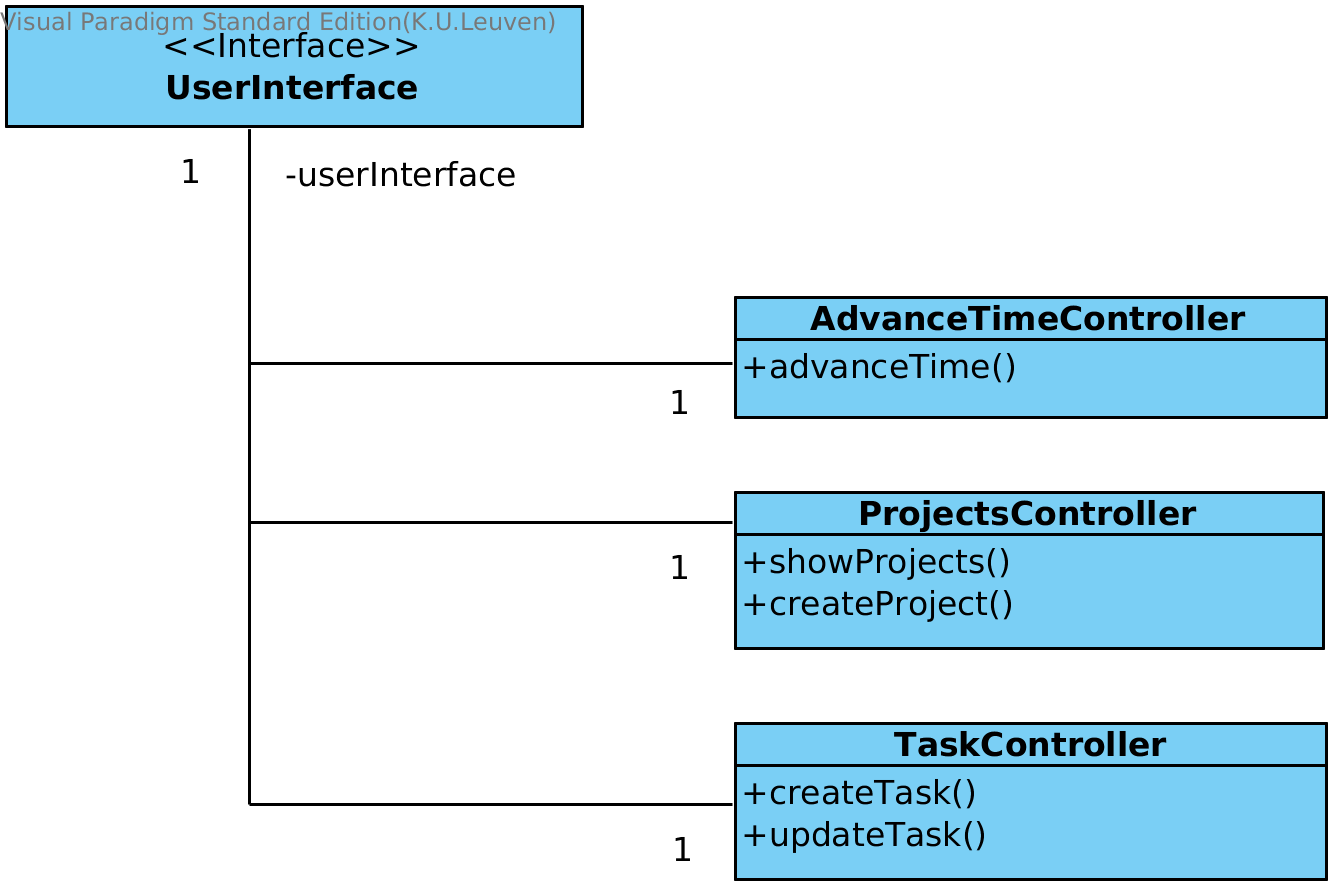 Visual Paradigm Standard Edition(K.U.Leuven)
<<Interface>>
UserInterface
1
-userInterface
AdvanceTimeController
+advanceTime()
1
ProjectsController
+showProjects()
+createProject()
1
TaskController
+createTask()
+updateTask()
1